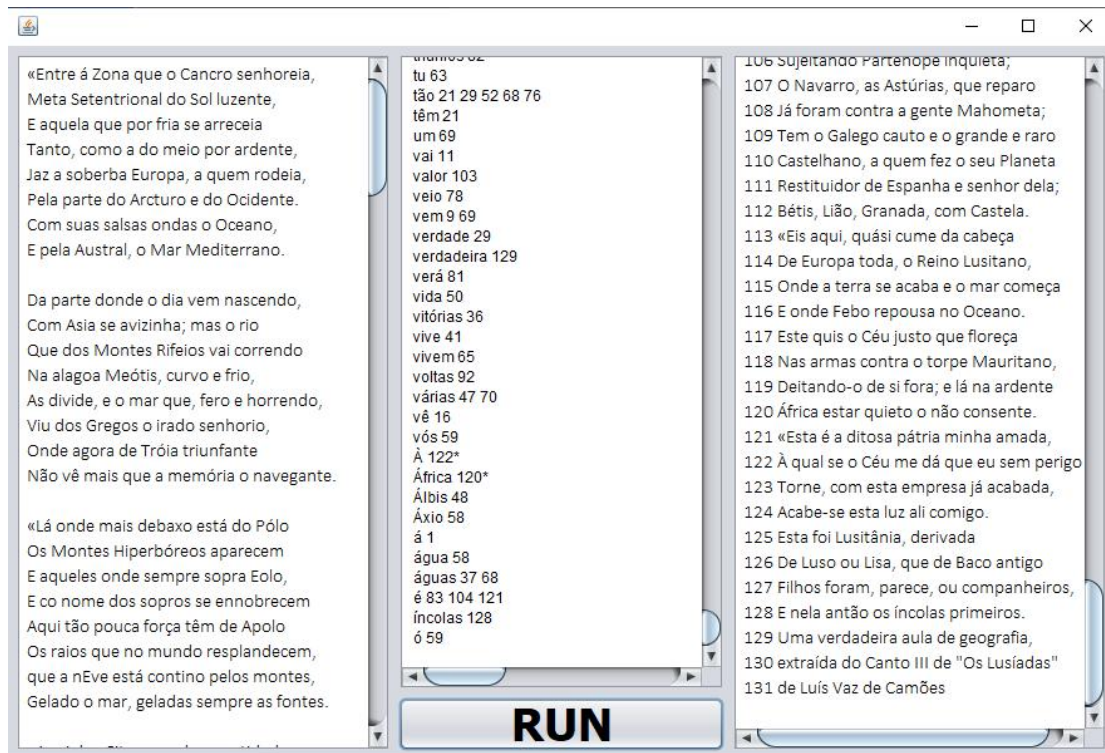 «Entre á Zona que o Cancro senhoreia,
Meta Setentrional do Sol luzente,
E aquela que por fria se arreceia
Tanto, como a do meio por ardente,
Jaz a soberba Europa, a quem rodeia,
Pela parte do Arcturo e do Ocidente.
Com suas salsas ondas o Oceano,
E pela Austral, o Mar Mediterrano.
Da parte donde o dia vem nascendo,
Com Asia se avizinha; mas o rio
Que dos Montes Rifeios vai correndo
Na alagoa Meótis, curvo e frio,
As divide, e o mar que, fero e horrendo,
Viu dos Gregos o irado senhorio,
Onde agora de Tróia triunfante
Não vê mais que a memória o navegante.
«Lá onde mais debaxo está do Pólo
Os Montes Hiperbóreos aparecem
E aqueles onde sempre sopra Eolo,
E co nome dos sopros se ennobrecem
Aqui tão pouca força têm de Apolo
Os raios que no mundo resplandecem,
que a nEve está contino pelos montes,
Gelado o mar, geladas sempre as fontes.
tu 63
tão 21 29 52 68 76
têm 21
um 69
vai 11
valor 103
veio 78
vem 9 69
verdade 29
verdadeira 129
verá 81
vida 50
vitórias 36
vive 41
vivem 65
voltas 92
várias 47 70
vê 16
vós 59
À 122*
África 120*
Álbis 48
Áxio 58
á 1
água 58
águas 37 68
é 83 104 121
íncolas 128
ó 59
RUN
106 Sujeitando Parténope inquieta;
107 O Navarro, as Astúrias, que reparo
108 Já foram contra a gente Mahometa;
109 Tem o Galego cauto e o grande e raro
110 Castelhano, a quem fez o seu Planeta
111 Restituidor de Espanha e senhor dela;
112 Bétis, Lião, Granada, com Castela.
113 «Eis aqui, quási cume da cabeça
114 De Europa toda, o Reino Lusitano,
115 Onde a terra se acaba e o mar começa
116 E onde Febo repousa no Oceano.
117 Este quis o Céu justo que floreça
118 Nas armas contra o torpe Mauritano,
119 Deitando-o de si fora; e lá na ardente
120 África estar quieto o não consente.
121 «Esta é a ditosa pátria minha amada,
122 À qual se o Céu me dá que eu sem perigo
123 Torne, com esta empresa já acabada,
124 Acabe-se esta luz ali comigo.
125 Esta foi Lusitânia, derivada
126 De Luso ou Lisa, que de Baco antigo
127 Filhos foram, parece, ou companheiros,
128 E nela antão os íncolas primeiros.
129 Uma verdadeira aula de geografia,
130 extraída do Canto III de "Os Lusíadas"
131 de Luís Vaz de Camões